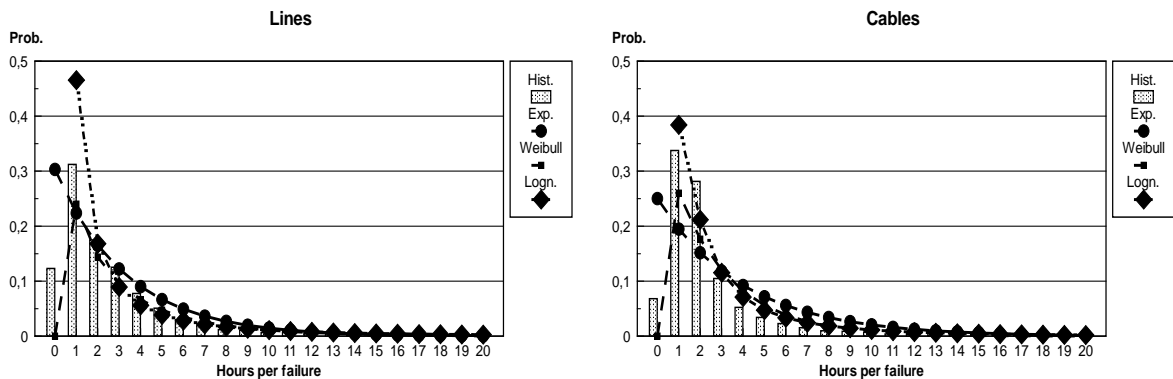 Lines
Prob.
0,5
0,4
0,3
0,2
0,1
0
0 1 2 3 4 5 6 7 8 9 10 11 12 13 14 15 16 17 18 19 20
Hours per failure
Hist.
Exp.
Weibull
Logn.
Cables
Prob.
0,5
0,4
0,3
0,2
0,1
0
0 1 2 3 4 5 6 7 8 9 10 11 12 13 14 15 16 17 18 19 20
Hours per failure
Hist.
Exp.
Weibull
Logn.